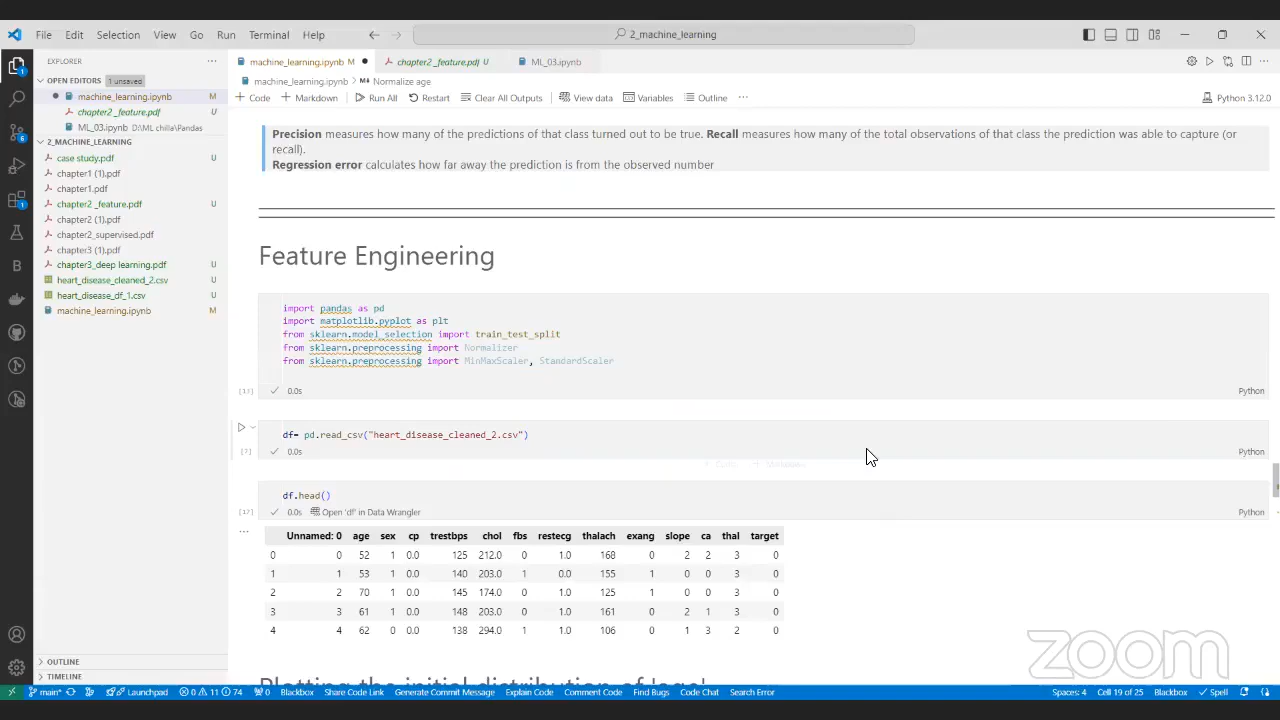 File Edit Selection View Go Run Terminal Help
2_machine_learning
EXPLORER
OPEN EDITORS 1 unsaved
machine_learning.ipynb M
chapter2 _feature.pdf
ML_03.ipynb D:\ML chilla\Pandas
2_MACHINE_LEARNING
case study.pdf U
chapter1 (1).pdf
chapter1.pdf
chapter2 _feature.pdf U
chapter2 (1).pdf
chapter2_supervised.pdf
chapter3 (1).pdf
chapter3_deep learning.pdf U
heart_disease_cleaned_2.csv U
heart_disease_df_1.csv U
machine_learning.ipynb M
OUTLINE
TIMELINE
machine_learning.ipynb M chapter2 _feature.pdf U ML_03.ipynb
machine_learning.ipynb > Normalize age
Code Markdown Run All Restart Clear All Outputs View data Variables Outline ... Python 3.12.0
Precision measures how many of the predictions of that class turned out to be true. Recall measures how many of the total observations of that class the prediction was able to capture (or
recall).
Regression error calculates how far away the prediction is from the observed number
Feature Engineering
import pandas as pd
import matplotlib.pyplot as plt
from sklearn.model_selection import train_test_split
from sklearn.preprocessing import Normalizer
from sklearn.preprocessing import MinMaxScaler, StandardScaler
0.0s Python
df= pd.read_csv("heart_disease_cleaned_2.csv")
0.0s Python
df.head()
[17] 0.0s Open 'df' in Data Wrangler Python
Unnamed: 0 age sex cp trestbps chol fbs restecg thalach exang slope ca thal target
0 0 52 1 0.0 125 212.0 0 1.0 168 0 2 2 3 0
1 1 53 1 0.0 140 203.0 1 0.0 155 1 0 0 3 0
2 2 70 1 0.0 145 174.0 0 1.0 125 1 0 0 3 0
3 3 61 1 0.0 148 203.0 0 1.0 161 0 2 1 3 0
4 4 62 0 0.0 138 294.0 1 1.0 106 0 1 3 2 0
Plotting the initial distribution of 'age'
zoom
main* Launchpad 0 11 74 0 Blackbox Share Code Link Generate Commit Message Explain Code Comment Code Find Bugs Code Chat Search Error Spaces: 4 Cell 19 of 25 Blackbox Spell